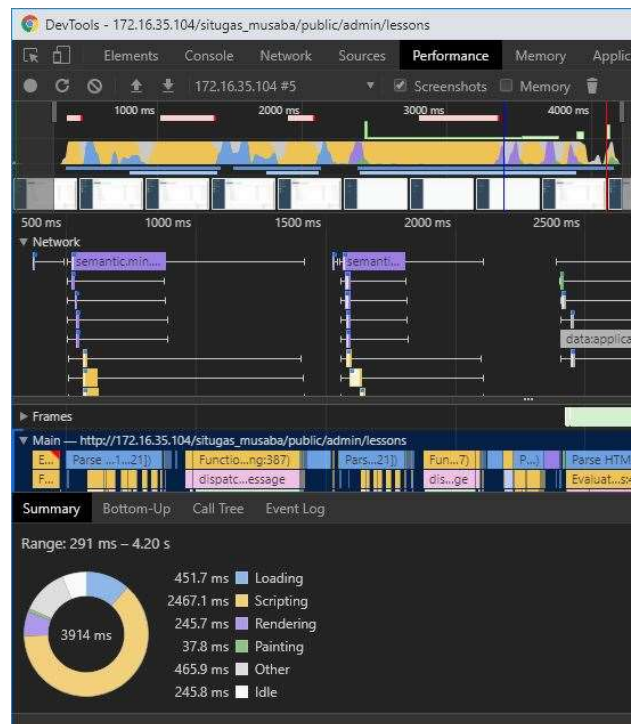 DevTools - 172.16.35.104/situgas_musaba/public/admin/lessons
Elements Console Network Sources Performance Memory Applic
172.16.35.104 #5 Screenshots Memory
1000 ms 2000 ms 3000 ms 4000 ms
500 ms 1000 ms 1500 ms 2000 ms 2500 ms
Network
semantic.min.... semanti...
data:applica
Frames
Main — http://172.16.35.104/situgas_musaba/public/admin/lessons
E... Parse ...1...21]) Functio...ng:387) Pars...21]) Fun...7) P...) Parse HTM
F... dispatc...essage dis...ge Evaluat...s:4
Summary Bottom-Up Call Tree Event Log
Range: 291 ms – 4.20 s
3914 ms
451.7 ms Loading
2467.1 ms Scripting
245.7 ms Rendering
37.8 ms Painting
465.9 ms Other
245.8 ms Idle